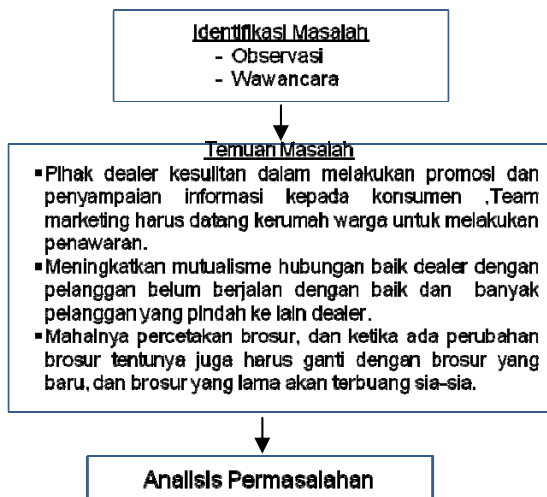 Identifikasi Masalah
- Observasi
- Wawancara
Temuan Masalah
▪Pihak dealer kesulitan dalam melakukan promosi dan
penyampaian informasi kepada konsumen ,Team
marketing harus datang kerumah warga untuk melakukan
penawaran.
▪Meningkatkan mutualisme hubungan baik dealer dengan
pelanggan belum berjalan dengan baik dan banyak
pelanggan yang pindah ke lain dealer.
▪Mahalnya percetakan brosur, dan ketika ada perubahan
brosur tentunya juga harus ganti dengan brosur yang
baru, dan brosur yang lama akan terbuang sia-sia.
Analisis Permasalahan